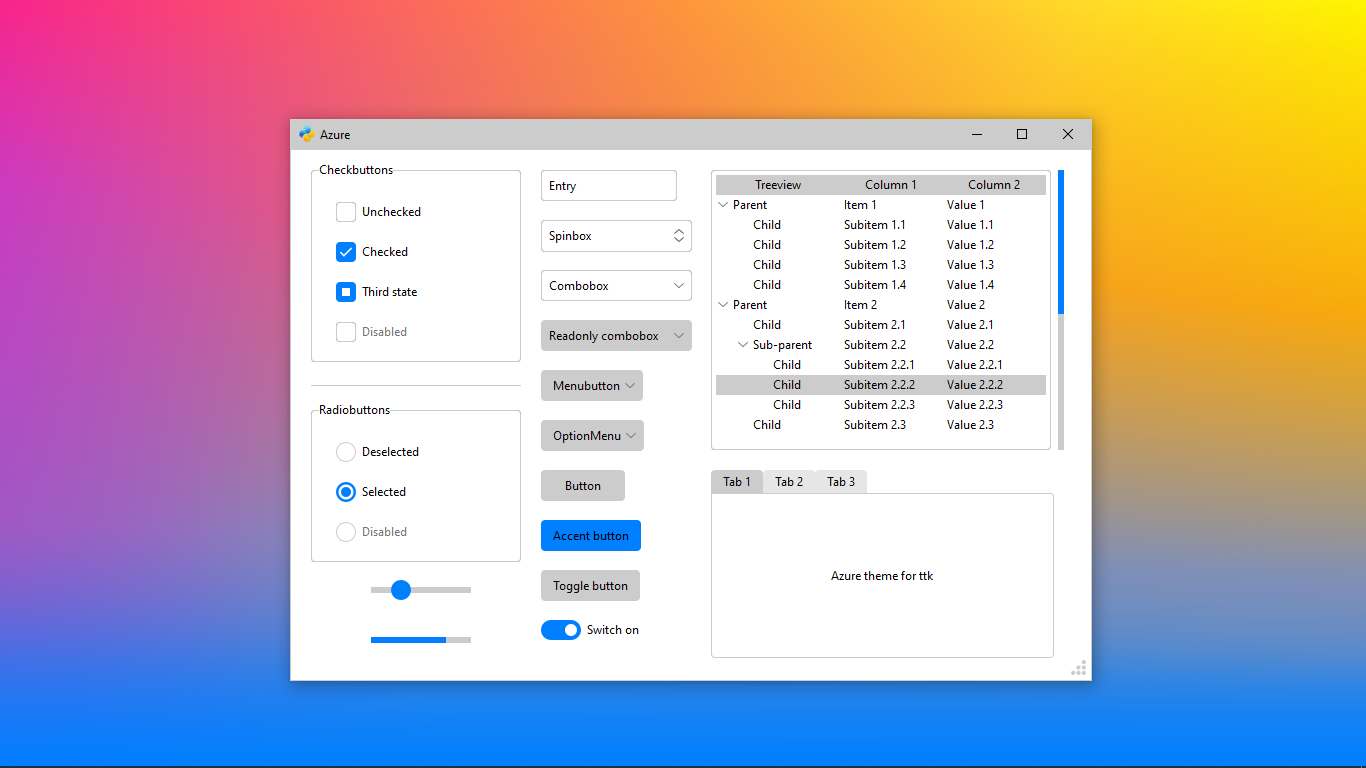 Azure
Checkbuttons
Unchecked
Checked
Third state
Disabled
Radiobuttons
Deselected
Selected
Disabled
Entry
Spinbox
Combobox
Readonly combobox
Menubutton
OptionMenu
Button
Accent button
Toggle button
Switch on
Treeview Column 1 Column 2
Parent Item 1 Value 1
Child Subitem 1.1 Value 1.1
Child Subitem 1.2 Value 1.2
Child Subitem 1.3 Value 1.3
Child Subitem 1.4 Value 1.4
Parent Item 2 Value 2
Child Subitem 2.1 Value 2.1
Sub-parent Subitem 2.2 Value 2.2
Child Subitem 2.2.1 Value 2.2.1
Child Subitem 2.2.2 Value 2.2.2
Child Subitem 2.2.3 Value 2.2.3
Child Subitem 2.3 Value 2.3
Tab 1 Tab 2 Tab 3
Azure theme for ttk